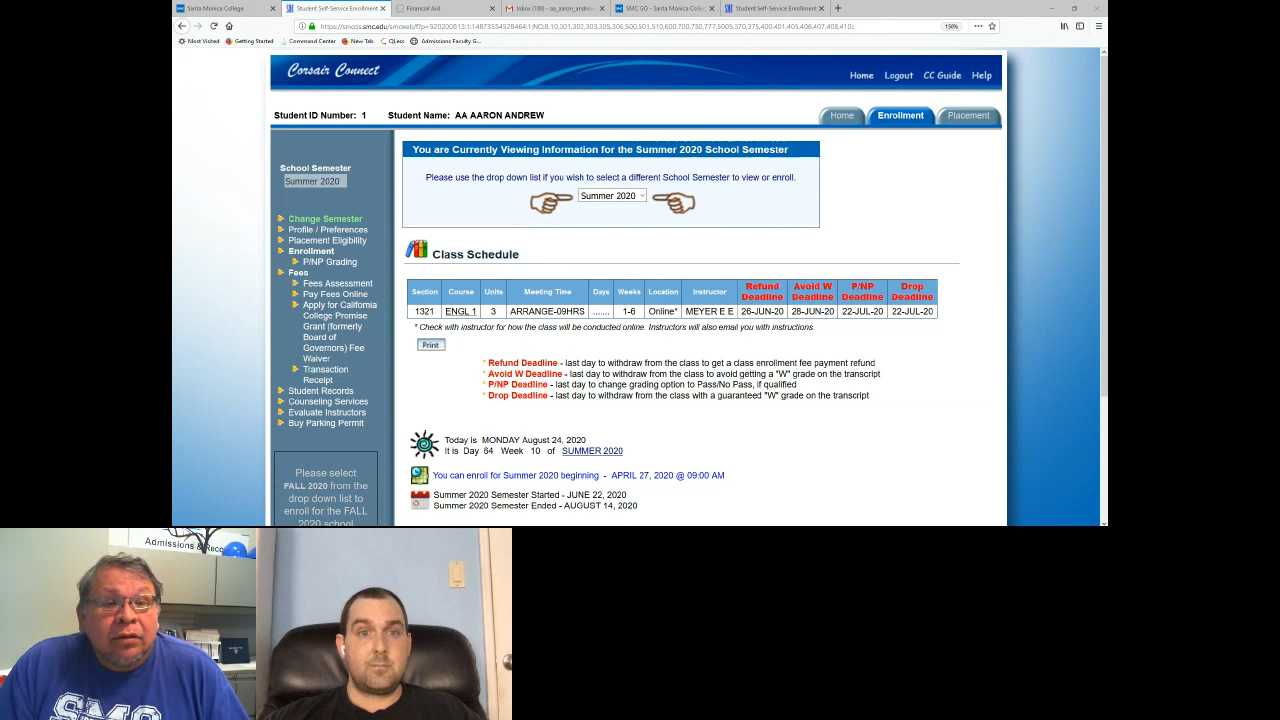 Santa Monica College
Student Self-Service Enrollment
Financial Aid
Inbox (189) - aa_aaron_andrew
SMC GO - Santa Monica Colle
Student Self-Service Enrollment
150%
Most Visited Getting Started Command Center New Tab QLess Admissions Faculty G...
Corsair Connect
Home Logout CC Guide Help
Student ID Number: 1 Student Name: AA AARON ANDREW
Home Enrollment Placement
School Semester
Summer 2020
Change Semester
Profile / Preferences
Placement Eligibility
Enrollment
P/NP Grading
Fees
Fees Assessment
Pay Fees Online
Apply for California
College Promise
Grant (formerly
Board of
Governors) Fee
Waiver
Transaction
Receipt
Student Records
Counseling Services
Evaluate Instructors
Buy Parking Permit
Please select
FALL 2020 from the
drop down list to
enroll for the FALL
2020 school
You are Currently Viewing Information for the Summer 2020 School Semester
Please use the drop down list if you wish to select a different School Semester to view or enroll.
Summer 2020
Class Schedule
Section Course Units Meeting Time Days Weeks Location Instructor Refund Deadline Avoid W Deadline P/NP Deadline Drop Deadline
1321 ENGL 1 3 ARRANGE-09HRS ....... 1-6 Online* MEYER E E 26-JUN-20 28-JUN-20 22-JUL-20 22-JUL-20
* Check with instructor for how the class will be conducted online. Instructors will also email you with instructions.
Print
* Refund Deadline - last day to withdraw from the class to get a class enrollment fee payment refund
* Avoid W Deadline - last day to withdraw from the class to avoid getting a "W" grade on the transcript
* P/NP Deadline - last day to change grading option to Pass/No Pass, if qualified
* Drop Deadline - last day to withdraw from the class with a guaranteed "W" grade on the transcript
Today is MONDAY August 24, 2020
It is Day 64 Week 10 of SUMMER 2020
You can enroll for Summer 2020 beginning - APRIL 27, 2020 @ 09:00 AM
Summer 2020 Semester Started - JUNE 22, 2020
Summer 2020 Semester Ended - AUGUST 14, 2020
Admissions & Reco
SMC